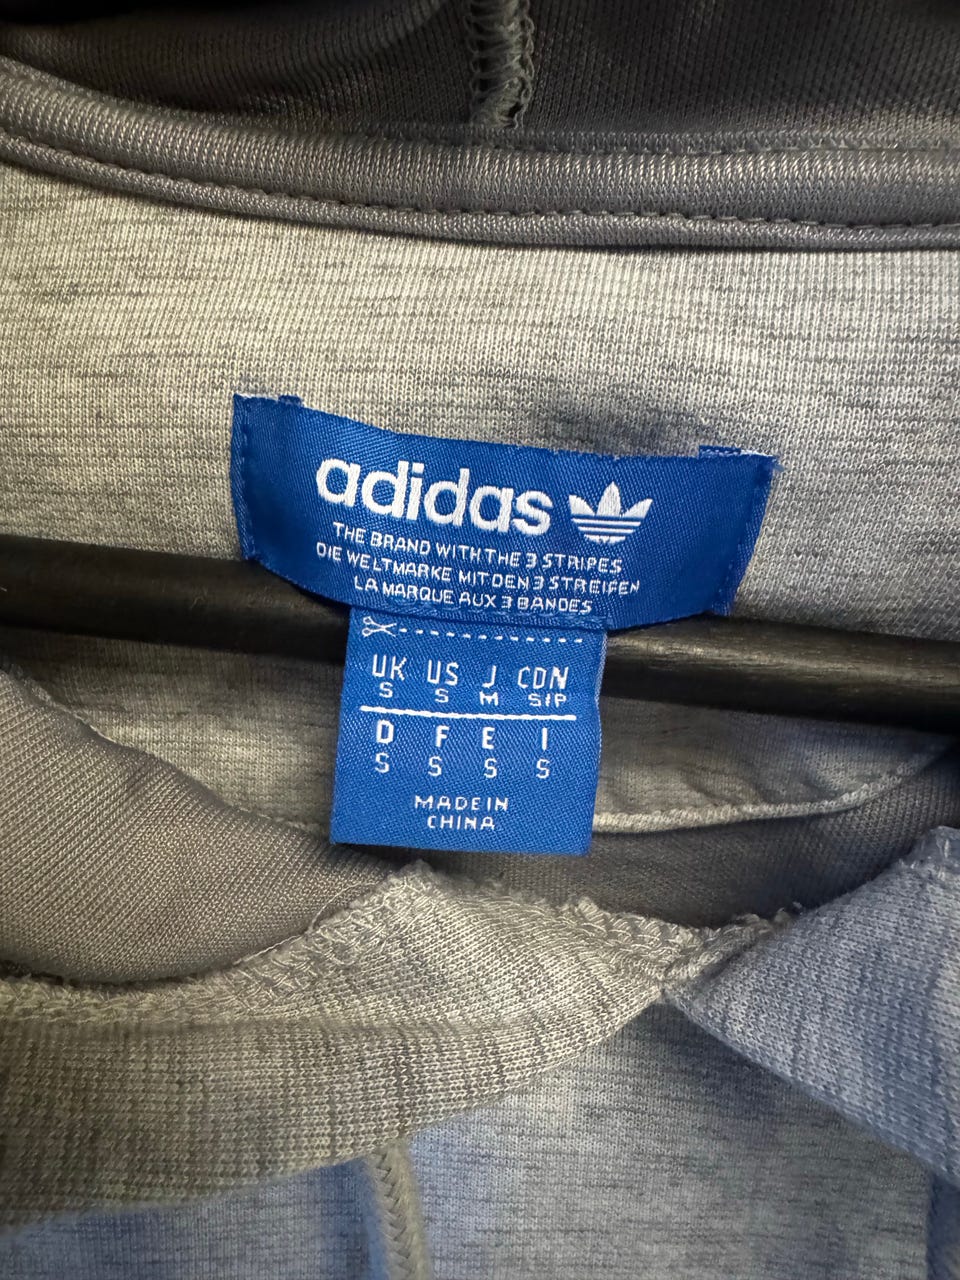 adidas
THE BRAND WITH THE 3 STRIPES
DIE WELTMARKE MIT DEN 3 STREIFEN
LA MARQUE AUX 3 BANDES
UK US J CDN
S S M S/P
D F E I
S S S S
MADE IN
CHINA